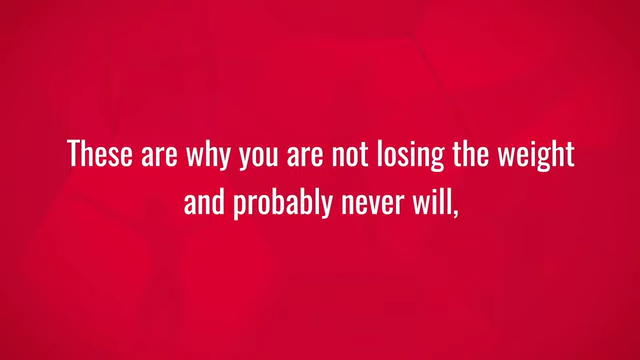 These are why you are not losing the weight
and probably never will,